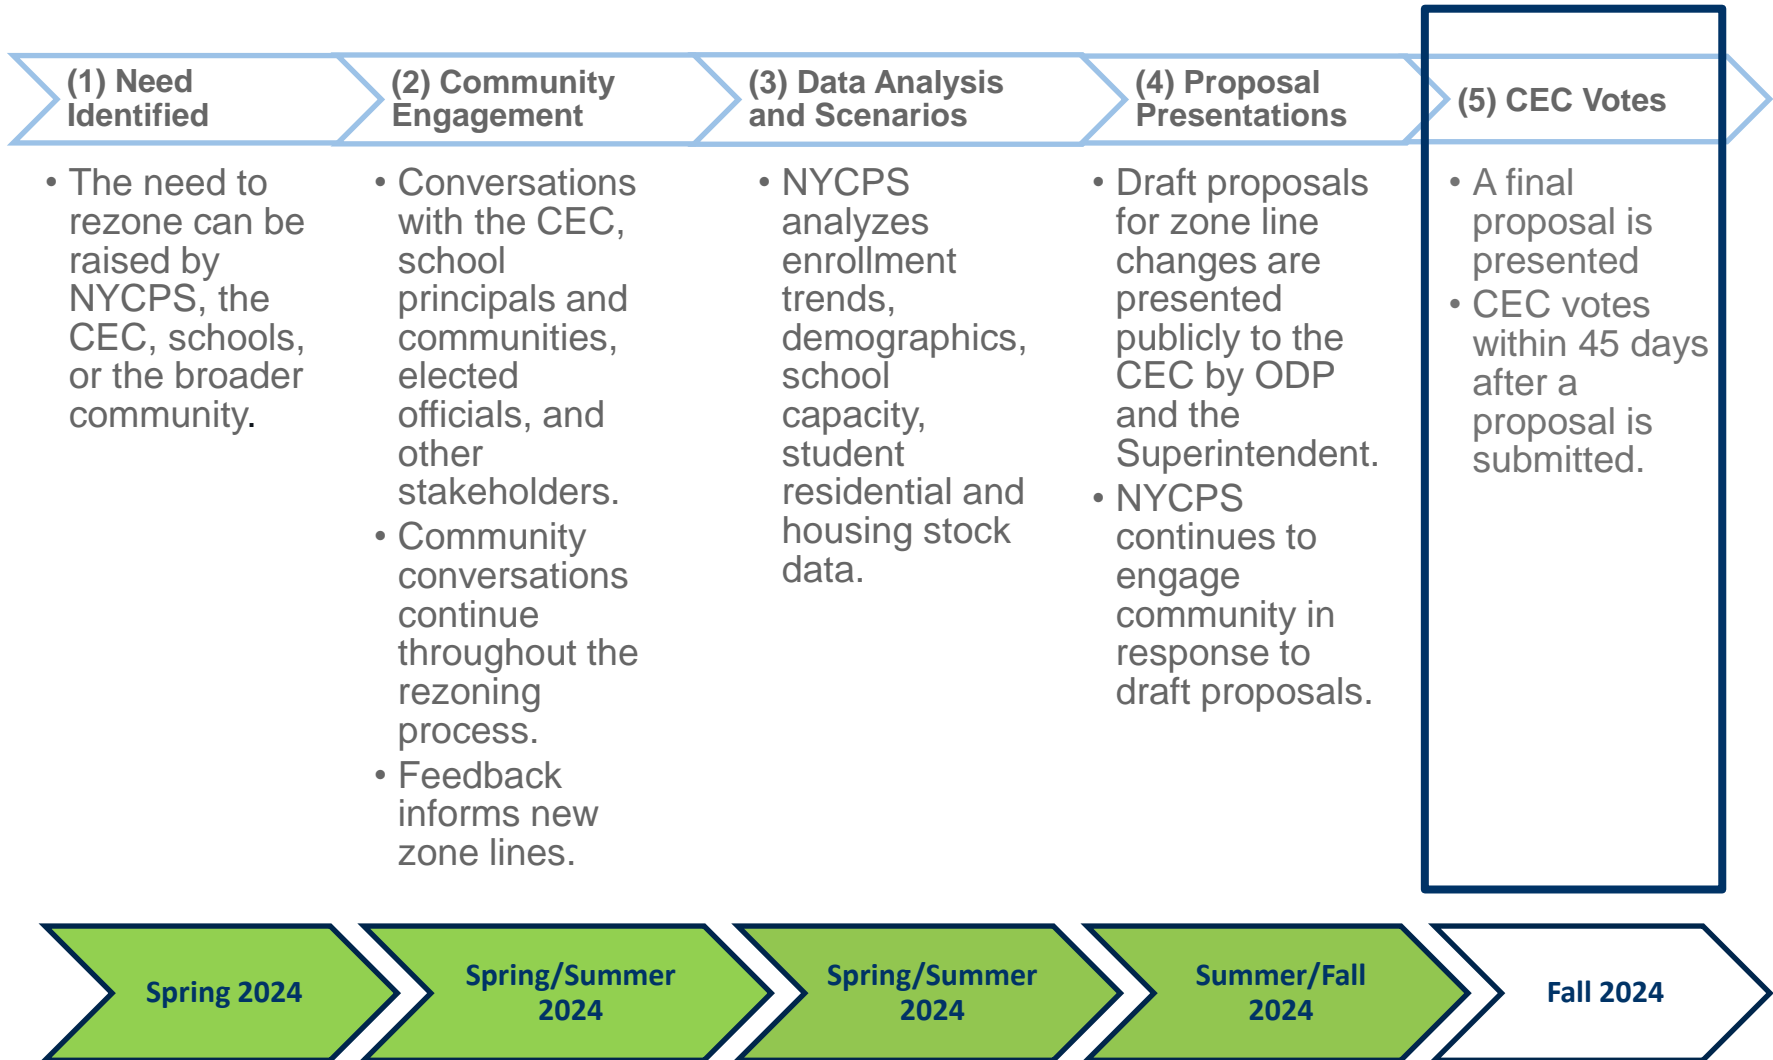 (1) Need
Identified
• The need to
rezone can be
raised by
NYCPS, the
CEC, schools,
or the broader
community.
(2) Community
Engagement
• Conversations
with the CEC,
school
principals and
communities,
elected
officials, and
other
stakeholders.
• Community
conversations
continue
throughout the
rezoning
process.
• Feedback
informs new
zone lines.
(3) Data Analysis
and Scenarios
• NYCPS
analyzes
enrollment
trends,
demographics,
school
capacity,
student
residential and
housing stock
data.
(4) Proposal
Presentations
• Draft proposals
for zone line
changes are
presented
publicly to the
CEC by ODP
and the
Superintendent.
• NYCPS
continues to
engage
community in
response to
draft proposals.
(5) CEC Votes
• A final
proposal is
presented
• CEC votes
within 45 days
after a
proposal is
submitted.
Spring 2024
Spring/Summer
2024
Spring/Summer
2024
Summer/Fall
2024
Fall 2024